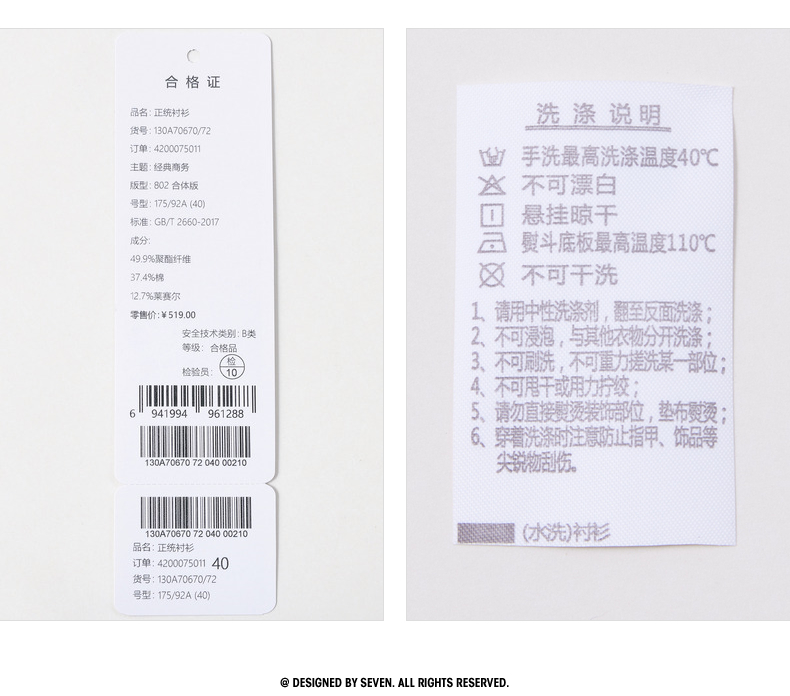 合格证
品名: 正统衬衫
货号: 130A70670/72
订单: 4200075011
主题: 经典商务
版型: 802 合体版
号型: 175/92A (40)
标准: GB/T 2660-2017
成分:
49.9%聚酯纤维
37.4%棉
12.7%莱赛尔
零售价: ¥ 519.00
安全技术类别: B类
等级: 合格品
检验员: 检 10
6 941994 961288
130A70670 72 040 00210
130A70670 72 040 00210
品名: 正统衬衫
订单: 4200075011 40
货号: 130A70670/72
号型: 175/92A (40)
洗涤说明
手洗最高洗涤温度40℃
不可漂白
悬挂晾干
熨斗底板最高温度110℃
不可干洗
1、请用中性洗涤剂，翻至反面洗涤；
2、不可浸泡，与其他衣物分开洗涤；
3、不可刷洗，不可重力搓洗某一部位；
4、不可甩干或用力拧绞；
5、请勿直接熨烫装饰部位，垫布熨烫；
6、穿着洗涤时注意防止指甲、饰品等
尖锐物刮伤。
(水洗)衬衫
@ DESIGNED BY SEVEN. ALL RIGHTS RESERVED.